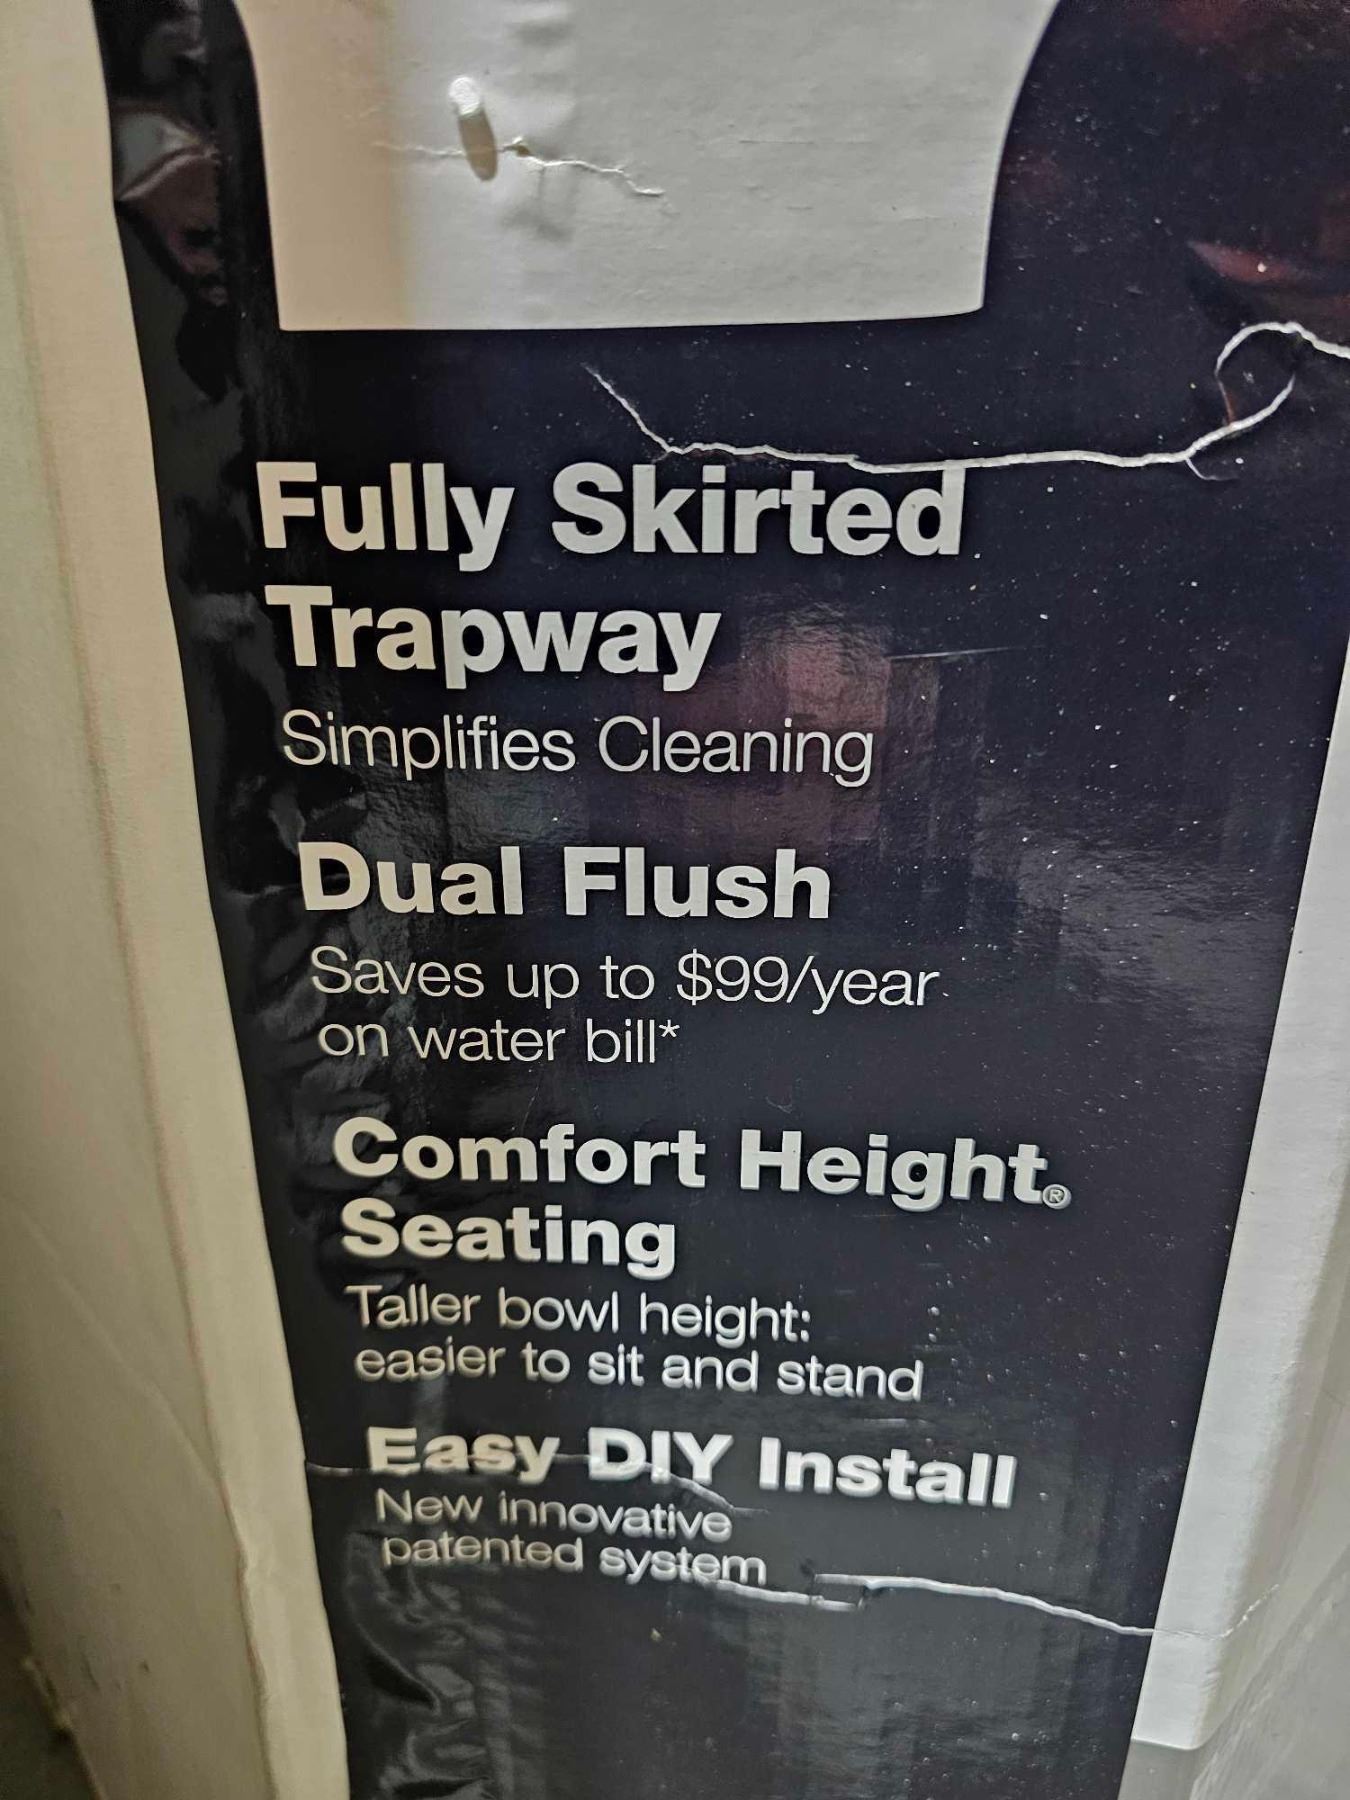 Fully Skirted
Trapway
Simplifies Cleaning
Dual Flush
Saves up to $99/year
on water bill*
Comfort Height®
Seating
Taller bowl height:
easier to sit and stand
Easy DIY Install
New innovative
patented system